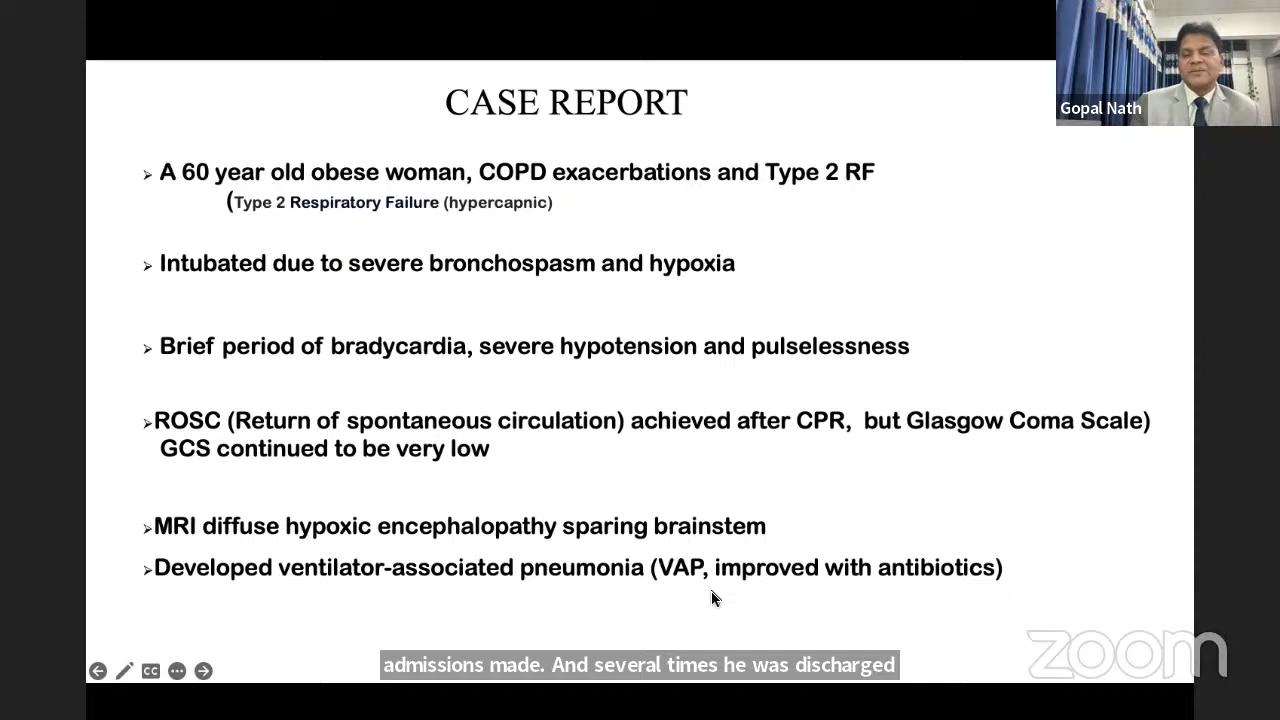 CASE REPORT
Gopal Nath
A 60 year old obese woman, COPD exacerbations and Type 2 RF
(Type 2 Respiratory Failure (hypercapnic)
Intubated due to severe bronchospasm and hypoxia
Brief period of bradycardia, severe hypotension and pulselessness
ROSC (Return of spontaneous circulation) achieved after CPR, but Glasgow Coma Scale)
GCS continued to be very low
MRI diffuse hypoxic encephalopathy sparing brainstem
Developed ventilator-associated pneumonia (VAP, improved with antibiotics)
zoom
CC
admissions made. And several times he was discharged